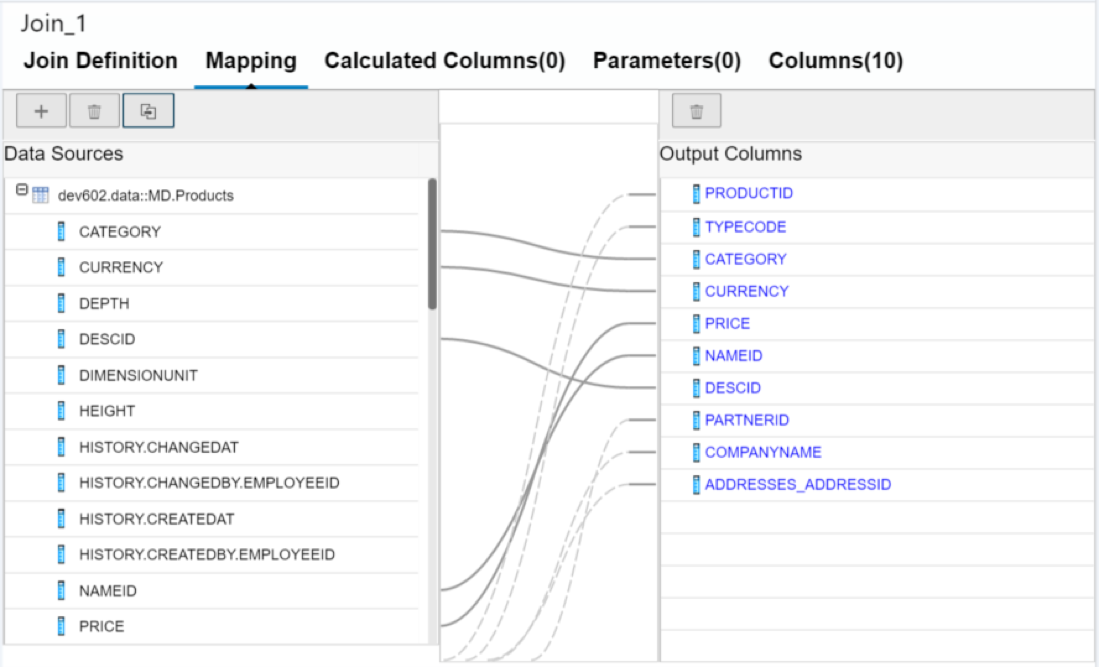 Join_1
Join Definition Mapping Calculated Columns(0) Parameters(0) Columns(10)
Data Sources
dev602.data::MD.Products
CATEGORY
CURRENCY
DEPTH
DESCID
DIMENSIONUNIT
HEIGHT
HISTORY.CHANGEDAT
HISTORY.CHANGEDBY.EMPLOYEEID
HISTORY.CREATEDAT
HISTORY.CREATEDBY.EMPLOYEEID
NAMEID
PRICE
Output Columns
PRODUCTID
TYPECODE
CATEGORY
CURRENCY
PRICE
NAMEID
DESCID
PARTNERID
COMPANYNAME
ADDRESSES_ADDRESSID